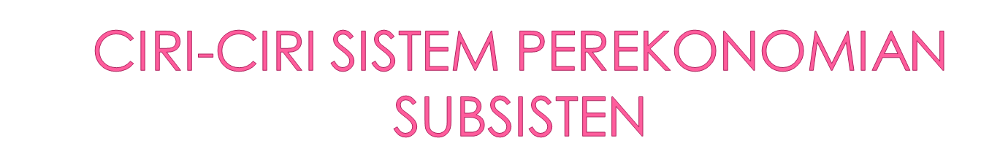 CIRI-CIRI SISTEM PEREKONOMIAN
SUBSISTEN